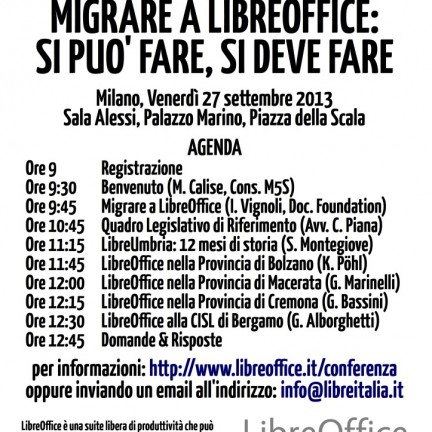 MIGRARE A LIBREOFFICE:
SI PUO' FARE, SI DEVE FARE
Milano, Venerdì 27 settembre 2013
Sala Alessi, Palazzo Marino, Piazza della Scala
AGENDA
Ore 9 Registrazione
Ore 9:30 Benvenuto (M. Calise, Cons. M5S)
Ore 9:45 Migrare a LibreOffice (I. Vignoli, Doc. Foundation)
Ore 10:45 Quadro Legislativo di Riferimento (Avv. C. Piana)
Ore 11:15 LibreUmbria: 12 mesi di storia (S. Montegiove)
Ore 11:45 LibreOffice nella Provincia di Bolzano (K. Pöhl)
Ore 12:00 LibreOffice nella Provincia di Macerata (G. Marinelli)
Ore 12:15 LibreOffice nella Provincia di Cremona (G. Bassini)
Ore 12:30 LibreOffice alla CISL di Bergamo (G. Alborghetti)
Ore 12:45 Domande & Risposte
per informazioni: http://www.libreoffice.it/conferenza
oppure inviando un email all'indirizzo: info@libreitalia.it
LibreOffice è una suite libera di produttività che può
LibreOffice